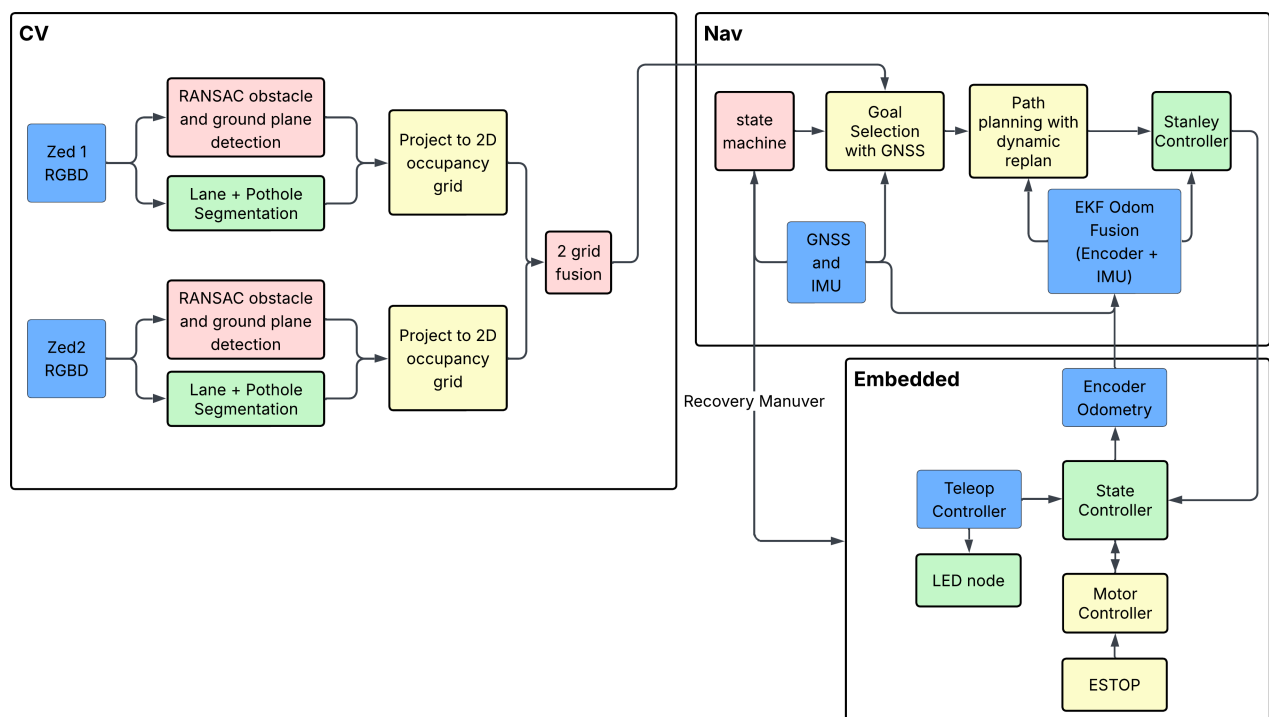 CV
Zed 1
RGBD
RANSAC obstacle
and ground plane
detection
Lane + Pothole
Segmentation
Project to 2D
occupancy
grid
2 grid
fusion
Zed2
RGBD
RANSAC obstacle
and ground plane
detection
Lane + Pothole
Segmentation
Project to 2D
occupancy
grid
Nav
state
machine
Goal
Selection
with GNSS
Path
planning with
dynamic
replan
Stanley
Controller
GNSS
and
IMU
EKF Odom
Fusion
(Encoder +
IMU)
Recovery Manuver
Embedded
Encoder
Odometry
Teleop
Controller
State
Controller
LED node
Motor
Controller
ESTOP